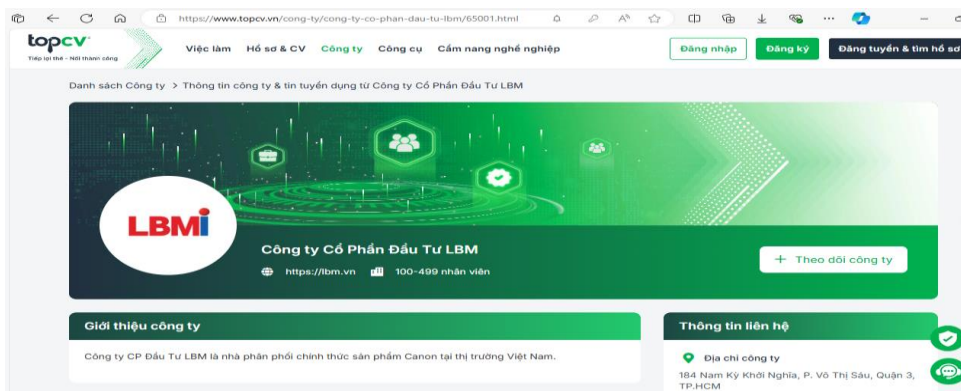 https://www.topcv.vn/cong-ty/cong-ty-co-phan-dau-tu-lbm/65001.html
topcv
Tiếp lợi thế - Nối thành công
Việc làm Hồ sơ & CV Công ty Công cụ Cẩm nang nghề nghiệp
Đăng nhập Đăng ký Đăng tuyển & tìm hồ sơ
Danh sách Công ty > Thông tin công ty & tin tuyển dụng từ Công ty Cổ Phần Đầu Tư LBM
LBMi
Công ty Cổ Phần Đầu Tư LBM
https://lbm.vn 100-499 nhân viên
+ Theo dõi công ty
Giới thiệu công ty
Công ty CP Đầu Tư LBM là nhà phân phối chính thức sản phẩm Canon tại thị trường Việt Nam.
Thông tin liên hệ
Địa chỉ công ty
184 Nam Kỳ Khởi Nghĩa, P. Võ Thị Sáu, Quận 3,
TP.HCM